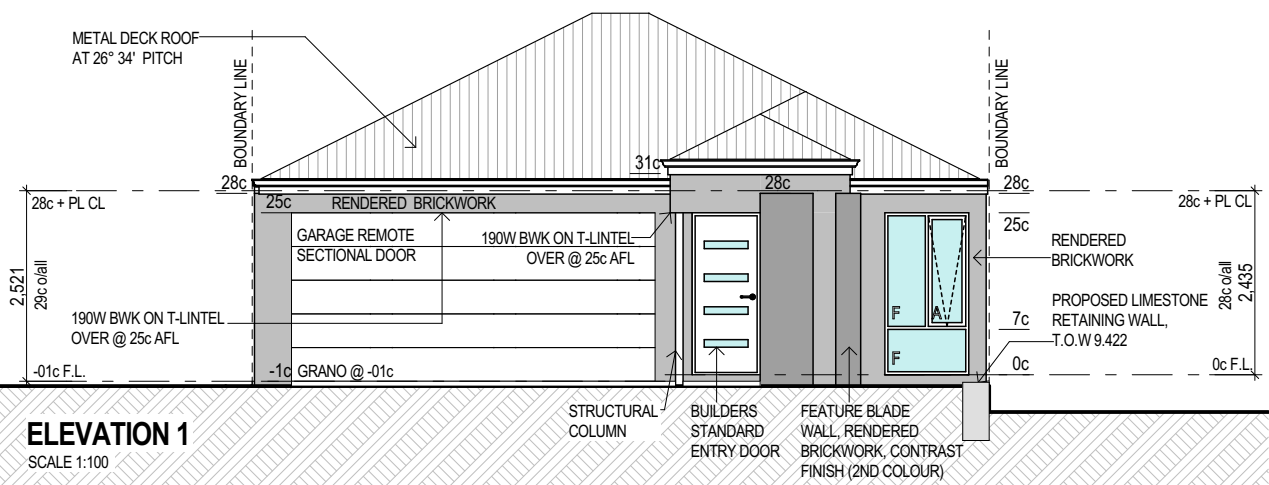 METAL DECK ROOF
AT 26° 34' PITCH
BOUNDARY LINE
BOUNDARY LINE
31c
28c
28c
28c
28c + PL CL
25c
RENDERED BRICKWORK
28c + PL CL
25c
GARAGE REMOTE
SECTIONAL DOOR
190W BWK ON T-LINTEL
OVER @ 25c AFL
RENDERED
BRICKWORK
2,521
29c o/all
28c o/all
2,435
190W BWK ON T-LINTEL
OVER @ 25c AFL
F
A
F
7c
PROPOSED LIMESTONE
RETAINING WALL,
T.O.W 9.422
-01c F.L.
-1c
GRANO @ -01c
0c
0c F.L.
STRUCTURAL
COLUMN
BUILDERS
STANDARD
ENTRY DOOR
FEATURE BLADE
WALL, RENDERED
BRICKWORK, CONTRAST
FINISH (2ND COLOUR)
ELEVATION 1
SCALE 1:100